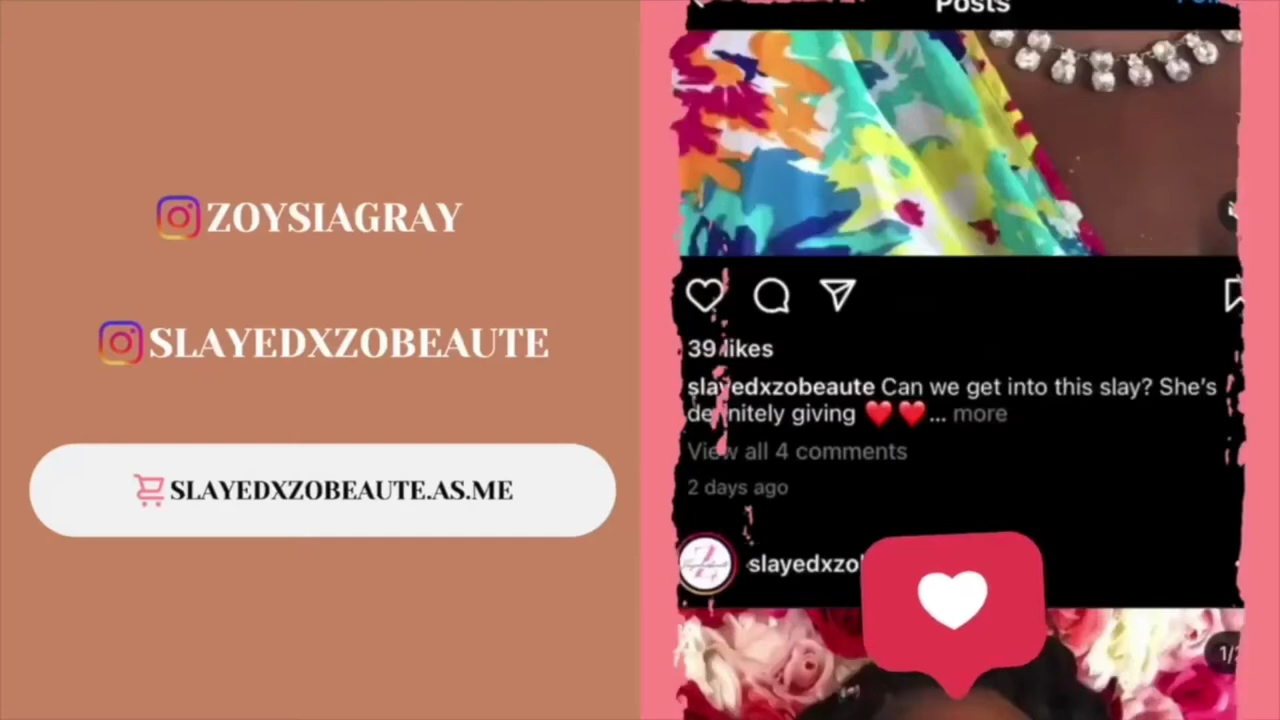 ZOYSIAGRAY
SLAYEDXZOBEAUTE
SLAYEDXZOBEAUTE.AS.ME
Posts
39 likes
slayedxzobeaute Can we get into this slay? She's
definitely giving ❤️❤️... more
View all 4 comments
2 days ago